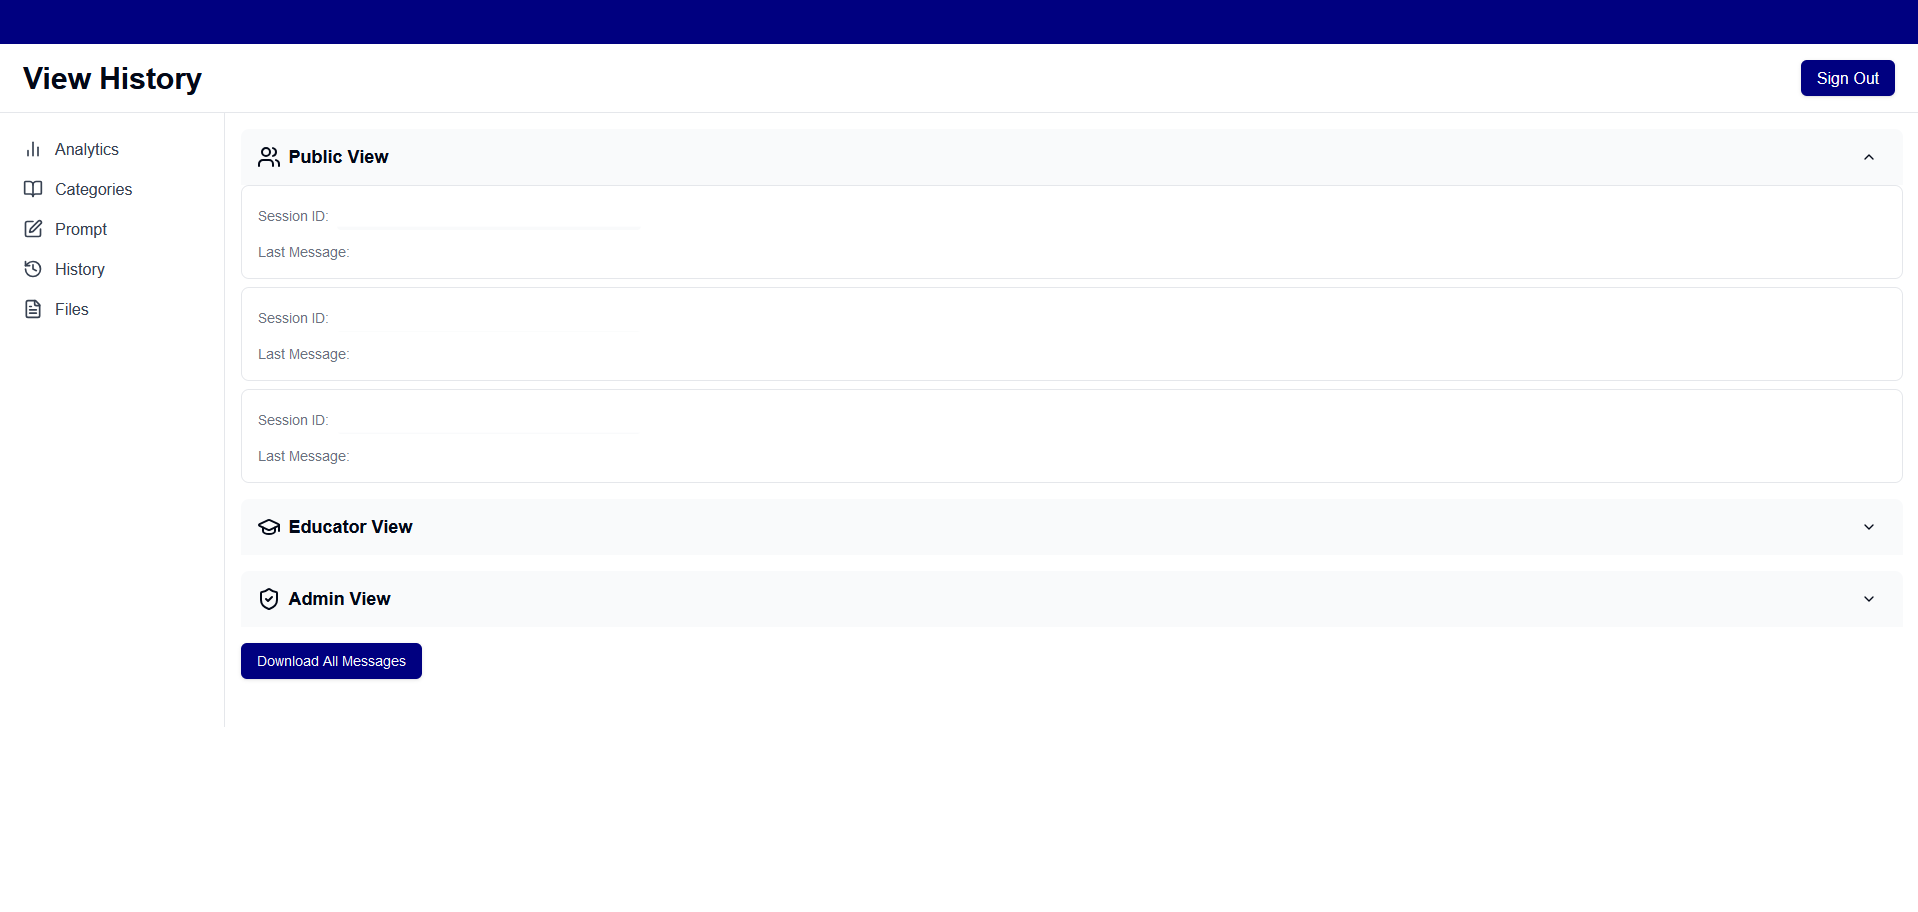 View History
Sign Out
Analytics
Categories
Prompt
History
Files
Public View
Session ID:
Last Message:
Session ID:
Last Message:
Session ID:
Last Message:
Educator View
Admin View
Download All Messages